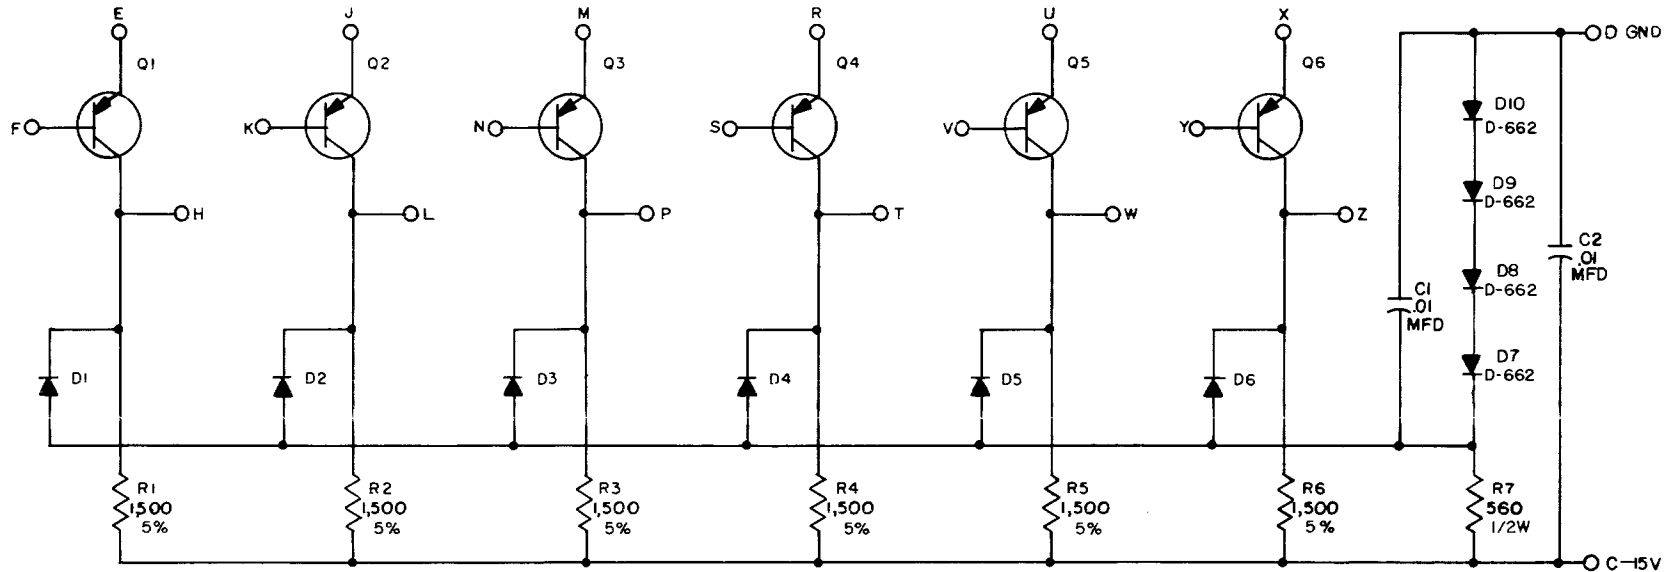 E
J
M
R
U
X
D GND
Q1
Q2
Q3
Q4
Q5
Q6
D10
D-662
F
K
N
S
V
Y
D9
D-662
H
L
P
T
W
Z
C2
.01
MFD
D8
D-662
C1
.01
MFD
D7
D-662
D1
D2
D3
D4
D5
D6
R1
1,500
5%
R2
1,500
5%
R3
1,500
5%
R4
1,500
5%
R5
1,500
5%
R6
1,500
5%
R7
560
1/2W
C-15V